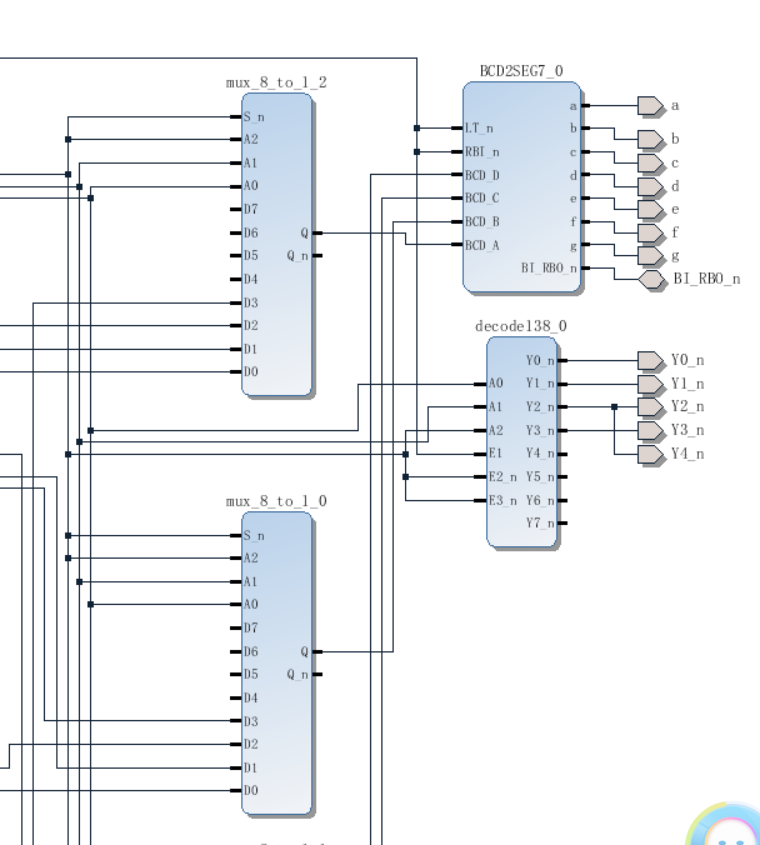 mux_8_to_1_2
S_n
A2
A1
A0
D7
D6
D5
D4
D3
D2
D1
D0
Q
Q_n
BCD2SEG7_0
LT_n
RBI_n
BCD_D
BCD_C
BCD_B
BCD_A
a
b
c
d
e
f
g
BI_RBO_n
a
b
c
d
e
f
g
BI_RBO_n
decode138_0
A0
A1
A2
E1
E2_n
E3_n
Y0_n
Y1_n
Y2_n
Y3_n
Y4_n
Y5_n
Y6_n
Y7_n
Y0_n
Y1_n
Y2_n
Y3_n
Y4_n
mux_8_to_1_0
S_n
A2
A1
A0
D7
D6
D5
D4
D3
D2
D1
D0
Q
Q_n